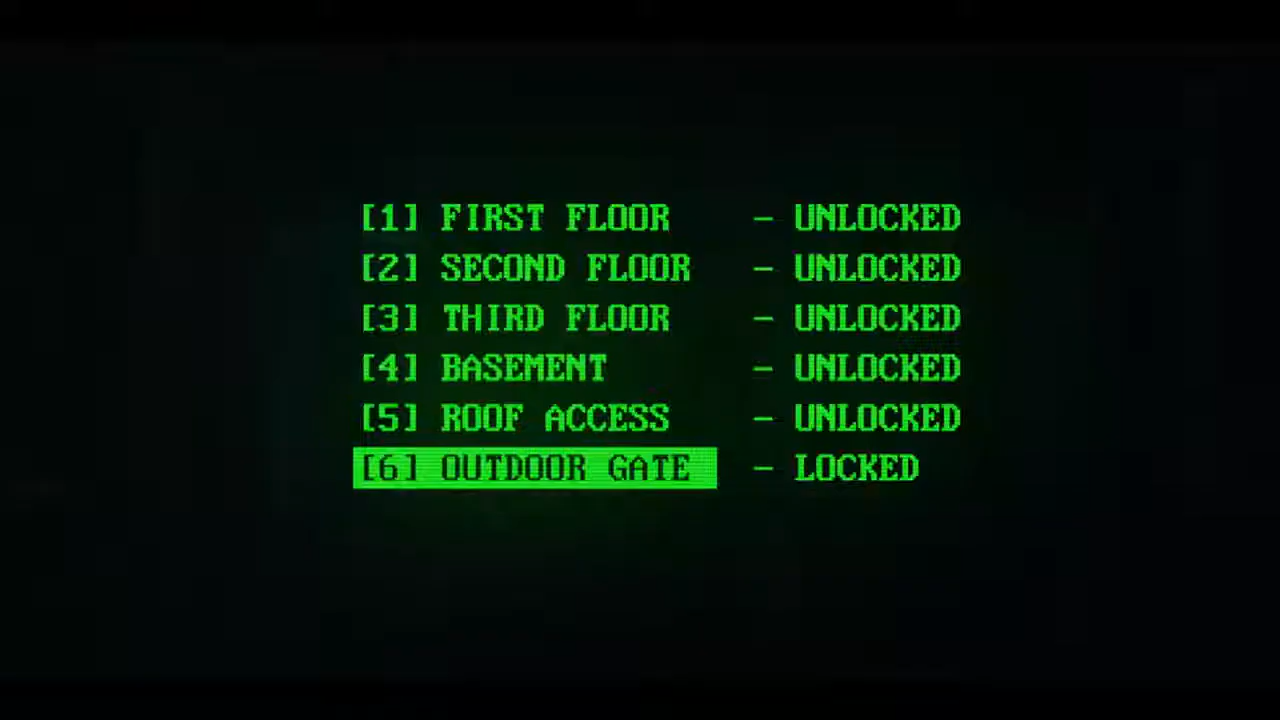 [1] FIRST FLOOR – UNLOCKED
[2] SECOND FLOOR – UNLOCKED
[3] THIRD FLOOR – UNLOCKED
[4] BASEMENT – UNLOCKED
[5] ROOF ACCESS – UNLOCKED
[6] OUTDOOR GATE – LOCKED